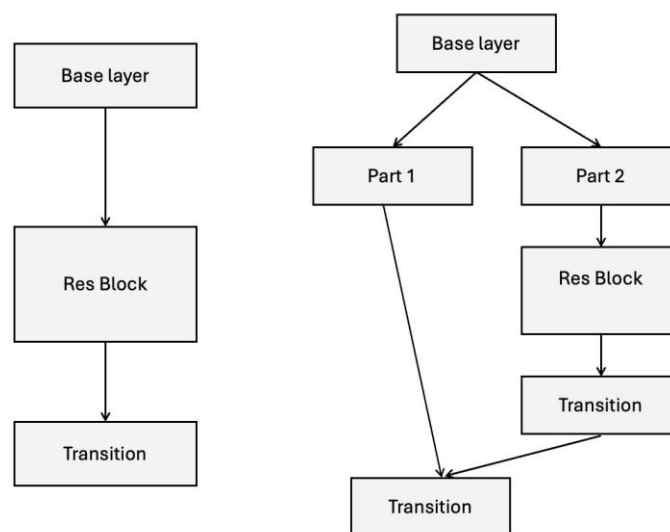 Base layer
Res Block
Transition
Base layer
Part 1
Part 2
Res Block
Transition
Transition